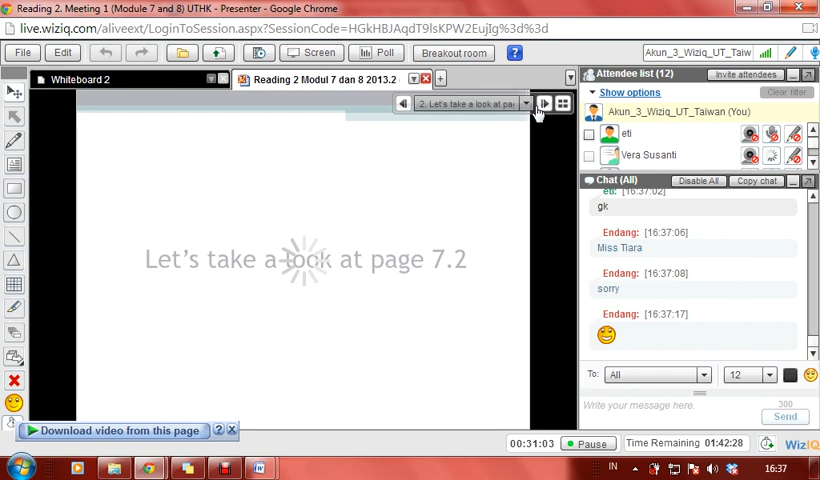 Reading 2. Meeting 1 (Module 7 and 8) UTHK - Presenter - Google Chrome
live.wiziq.com/aliveext/LoginToSession.aspx?SessionCode=HGkHBJAqdT9lsKPW2EujIg%3d%3d
File Edit Screen Poll Breakout room ? Akun_3_Wiziq_UT_Taiw
Whiteboard 2 Reading 2 Modul 7 dan 8 2013.2
2. Let's take a look at pa
Let's take a look at page 7.2
Attendee list (12) Invite attendees
Show options Clear filter
Akun_3_Wiziq_UT_Taiwan (You)
eti
Vera Susanti
Chat (All) Disable All Copy chat
eti: [16:37:02]
gk
Endang: [16:37:06]
Miss Tiara
Endang: [16:37:08]
sorry
Endang: [16:37:17]
To: All 12
Write your message here. 300
Send
Download video from this page ? X
00:31:03 Pause Time Remaining 01:42:28 WizIQ
IN 16:37